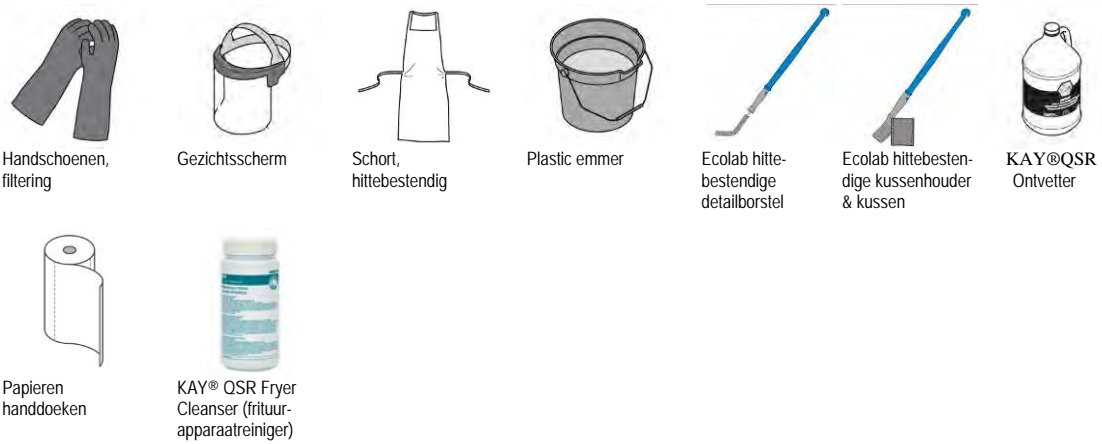 Handschoenen,
filtering
Gezichtsscherm
Schort,
hittebestendig
Plastic emmer
Ecolab hitte-
bestendige
detailborstel
Ecolab hittebesten-
dige kussenhouder
& kussen
KAY®QSR
Ontvetter
Papieren
handdoeken
KAY® QSR Fryer
Cleanser (frituur-
apparaatreiniger)